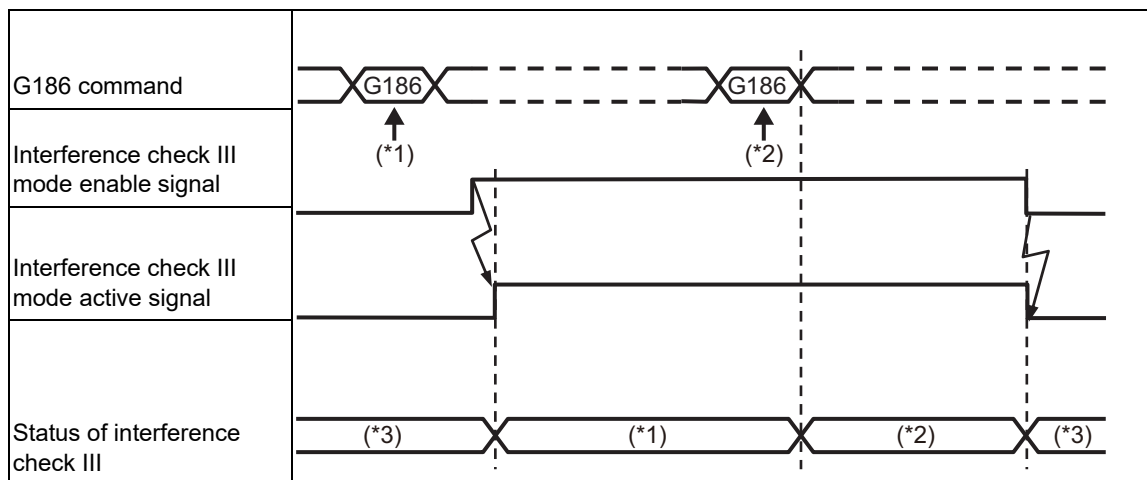 G186 command
G186
G186
(*1)
(*2)
Interference check III
mode enable signal
Interference check III
mode active signal
Status of interference
check III
(*3)
(*1)
(*2)
(*3)